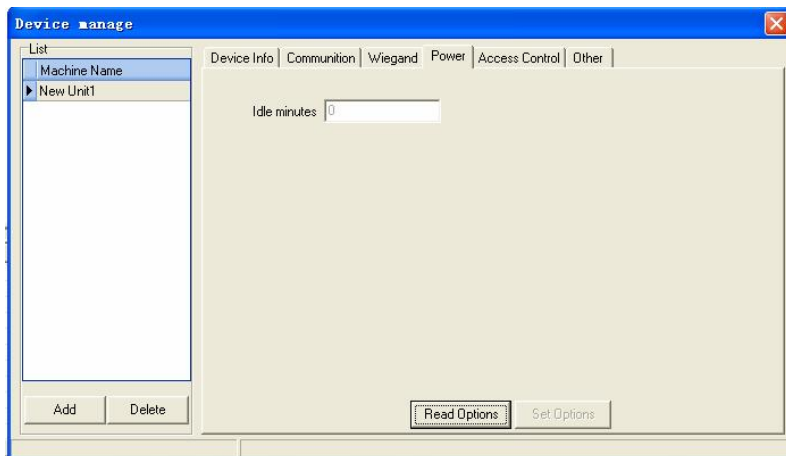 Device manage
List
Machine Name
New Unit1
Add Delete
Device Info Communition Wiegand Power Access Control Other
Idle minutes 0
Read Options Set Options